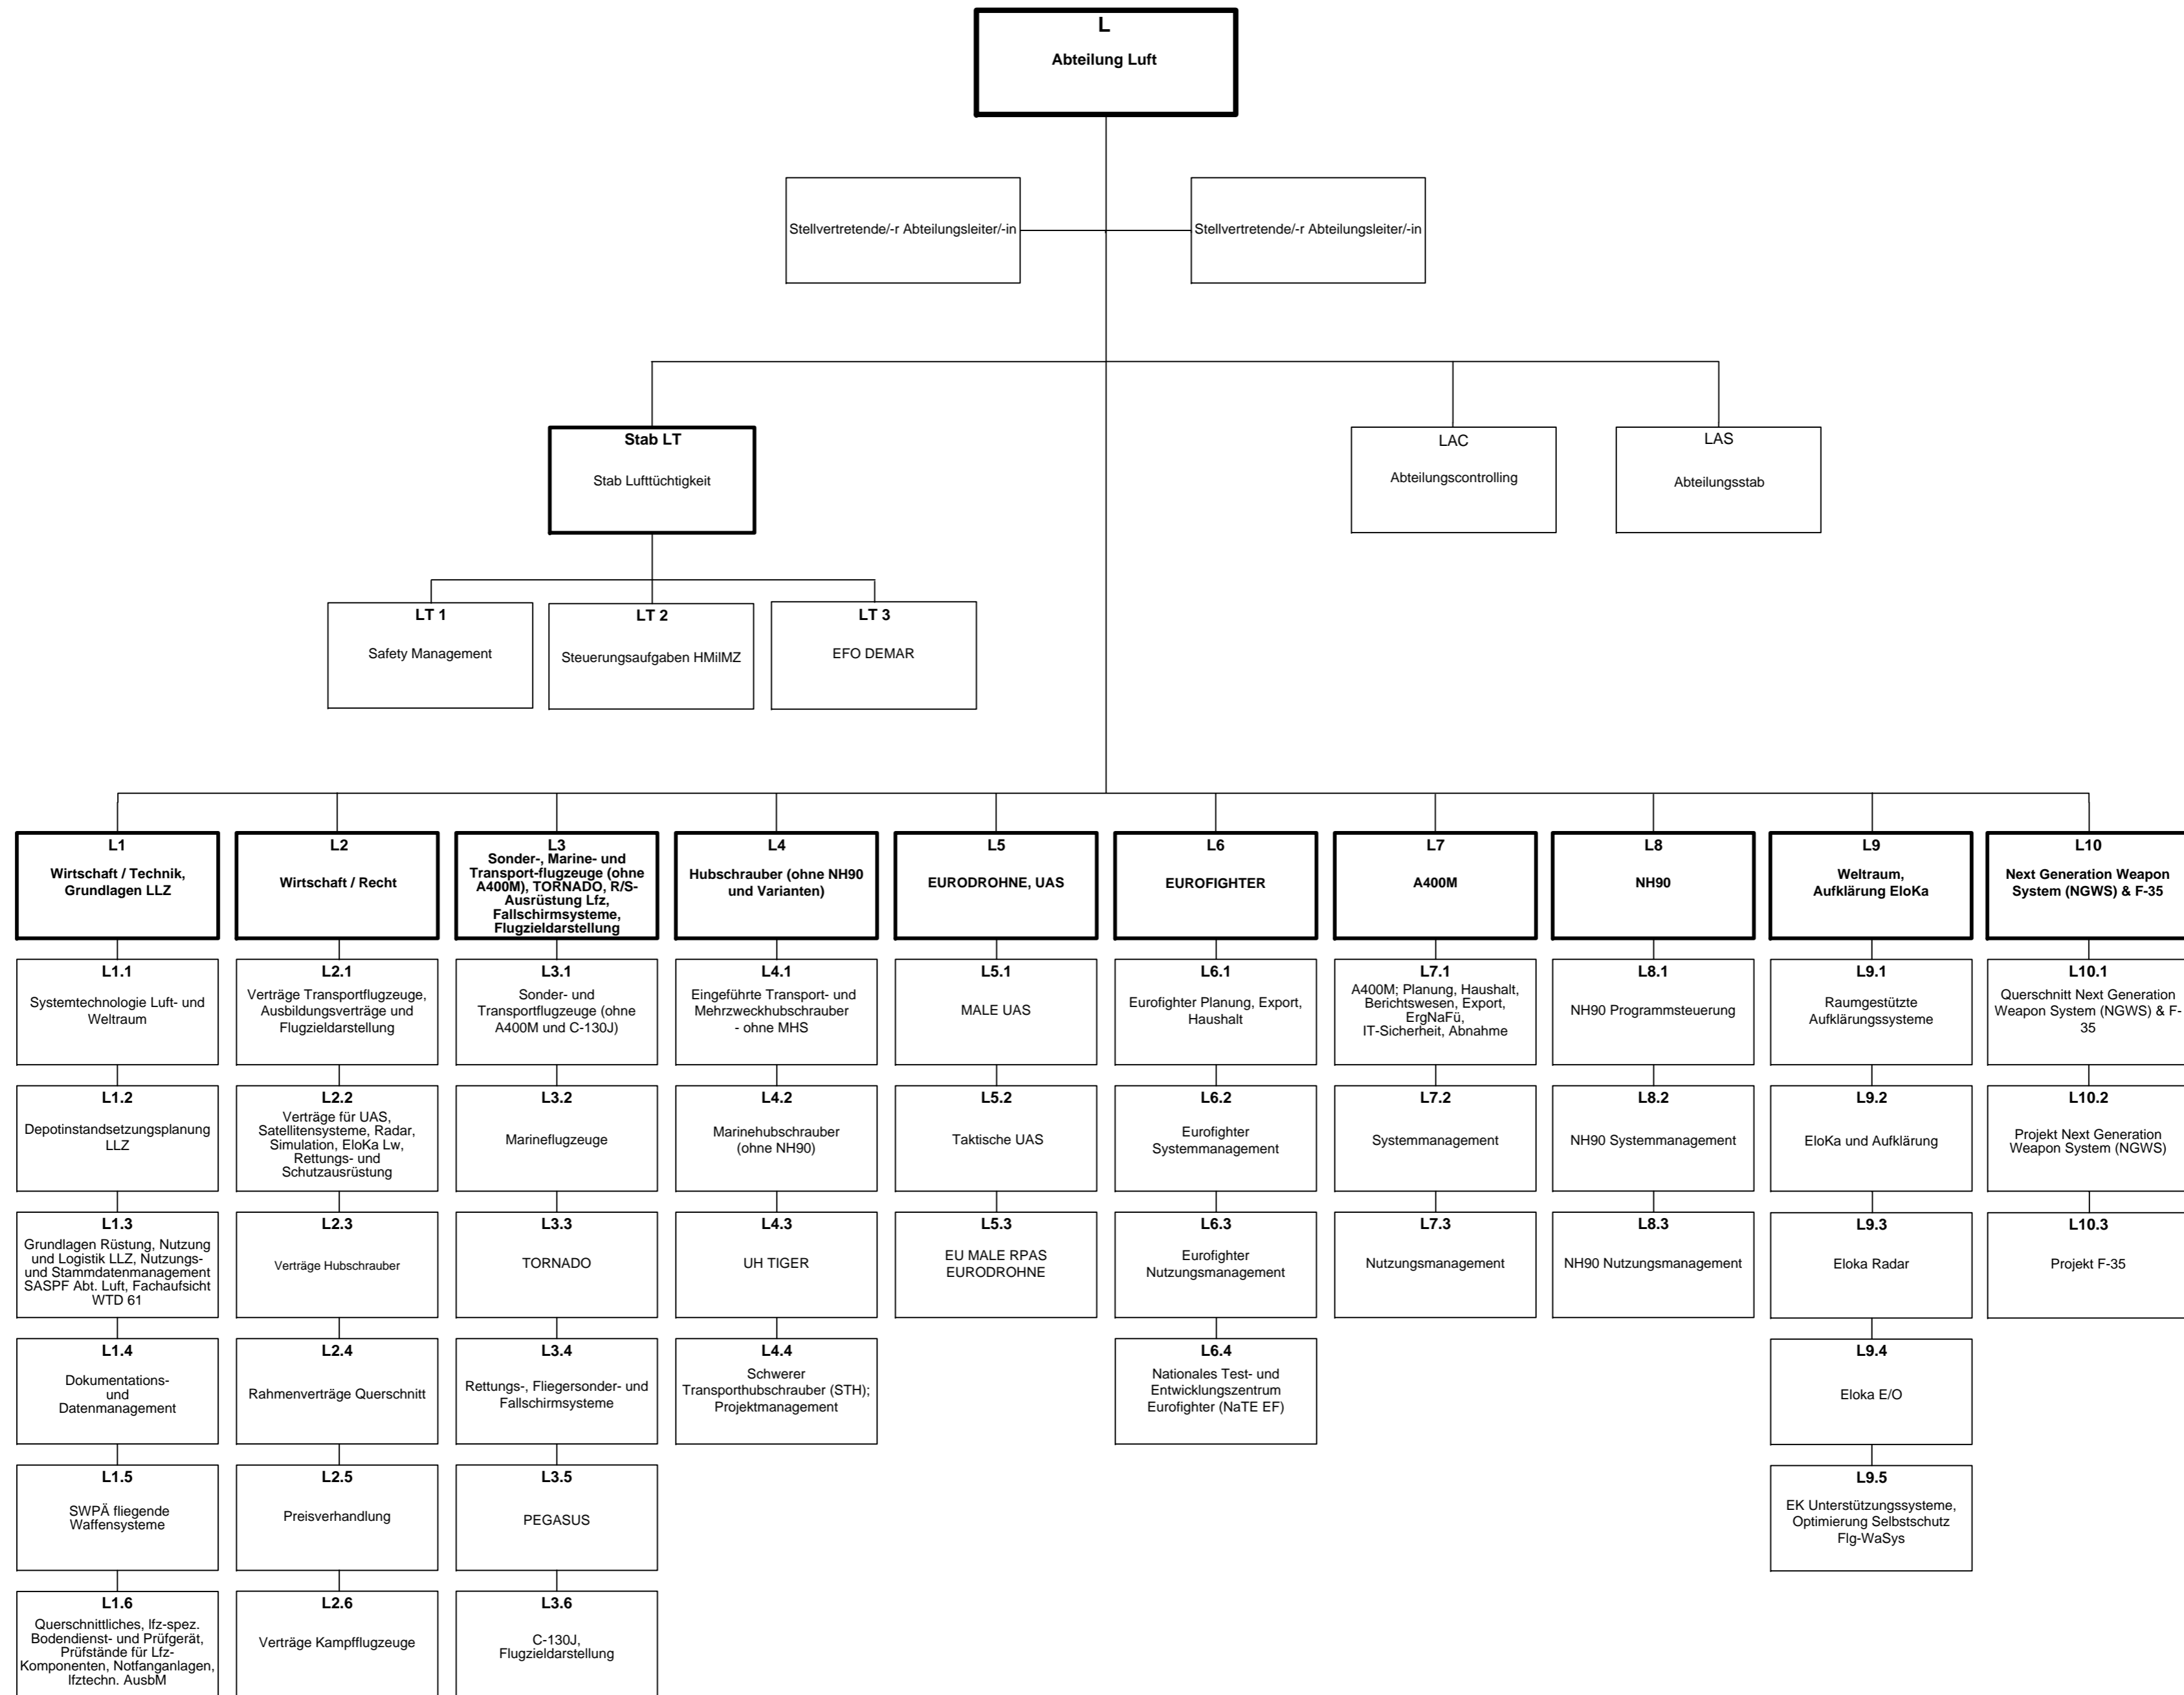 L
Abteilung Luft
Stellvertretende/-r Abteilungsleiter/-in
Stellvertretende/-r Abteilungsleiter/-in
Stab LT
Stab Lufttüchtigkeit
LAC
Abteilungscontrolling
LAS
Abteilungsstab
LT 1
Safety Management
LT 2
Steuerungsaufgaben HMilMZ
LT 3
EFO DEMAR
L1
Wirtschaft / Technik,
Grundlagen LLZ
L2
Wirtschaft / Recht
L3
Sonder-, Marine- und
Transport-flugzeuge (ohne
A400M), TORNADO, R/S-
Ausrüstung Lfz,
Fallschirmsysteme,
Flugzieldarstellung
L4
Hubschrauber (ohne NH90
und Varianten)
L5
EURODROHNE, UAS
L6
EUROFIGHTER
L7
A400M
L8
NH90
L9
Weltraum,
Aufklärung EloKa
L10
Next Generation Weapon
System (NGWS) & F-35
L1.1
Systemtechnologie Luft- und
Weltraum
L2.1
Verträge Transportflugzeuge,
Ausbildungsverträge und
Flugzieldarstellung
L3.1
Sonder- und
Transportflugzeuge (ohne
A400M und C-130J)
L4.1
Eingeführte Transport- und
Mehrzweckhubschrauber
- ohne MHS
L5.1
MALE UAS
L6.1
Eurofighter Planung, Export,
Haushalt
L7.1
A400M; Planung, Haushalt,
Berichtswesen, Export,
ErgNaFü,
IT-Sicherheit, Abnahme
L8.1
NH90 Programmsteuerung
L9.1
Raumgestützte
Aufklärungssysteme
L10.1
Querschnitt Next Generation
Weapon System (NGWS) & F-
35
L1.2
Depotinstandsetzungsplanung
LLZ
L2.2
Verträge für UAS,
Satellitensysteme, Radar,
Simulation, EloKa Lw,
Rettungs- und
Schutzausrüstung
L3.2
Marineflugzeuge
L4.2
Marinehubschrauber
(ohne NH90)
L5.2
Taktische UAS
L6.2
Eurofighter
Systemmanagement
L7.2
Systemmanagement
L8.2
NH90 Systemmanagement
L9.2
EloKa und Aufklärung
L10.2
Projekt Next Generation
Weapon System (NGWS)
L1.3
Grundlagen Rüstung, Nutzung
und Logistik LLZ, Nutzungs-
und Stammdatenmanagement
SASPF Abt. Luft, Fachaufsicht
WTD 61
L2.3
Verträge Hubschrauber
L3.3
TORNADO
L4.3
UH TIGER
L5.3
EU MALE RPAS
EURODROHNE
L6.3
Eurofighter
Nutzungsmanagement
L7.3
Nutzungsmanagement
L8.3
NH90 Nutzungsmanagement
L9.3
Eloka Radar
L10.3
Projekt F-35
L1.4
Dokumentations-
und
Datenmanagement
L2.4
Rahmenverträge Querschnitt
L3.4
Rettungs-, Fliegersonder- und
Fallschirmsysteme
L4.4
Schwerer
Transporthubschrauber (STH);
Projektmanagement
L6.4
Nationales Test- und
Entwicklungszentrum
Eurofighter (NaTE EF)
L9.4
Eloka E/O
L1.5
SWPÄ fliegende
Waffensysteme
L2.5
Preisverhandlung
L3.5
PEGASUS
L9.5
EK Unterstützungssysteme,
Optimierung Selbstschutz
Flg-WaSys
L1.6
Querschnittliches, lfz-spez.
Bodendienst- und Prüfgerät,
Prüfstände für Lfz-
Komponenten, Notfanganlagen,
lfztechn. AusbM
L2.6
Verträge Kampfflugzeuge
L3.6
C-130J,
Flugzieldarstellung